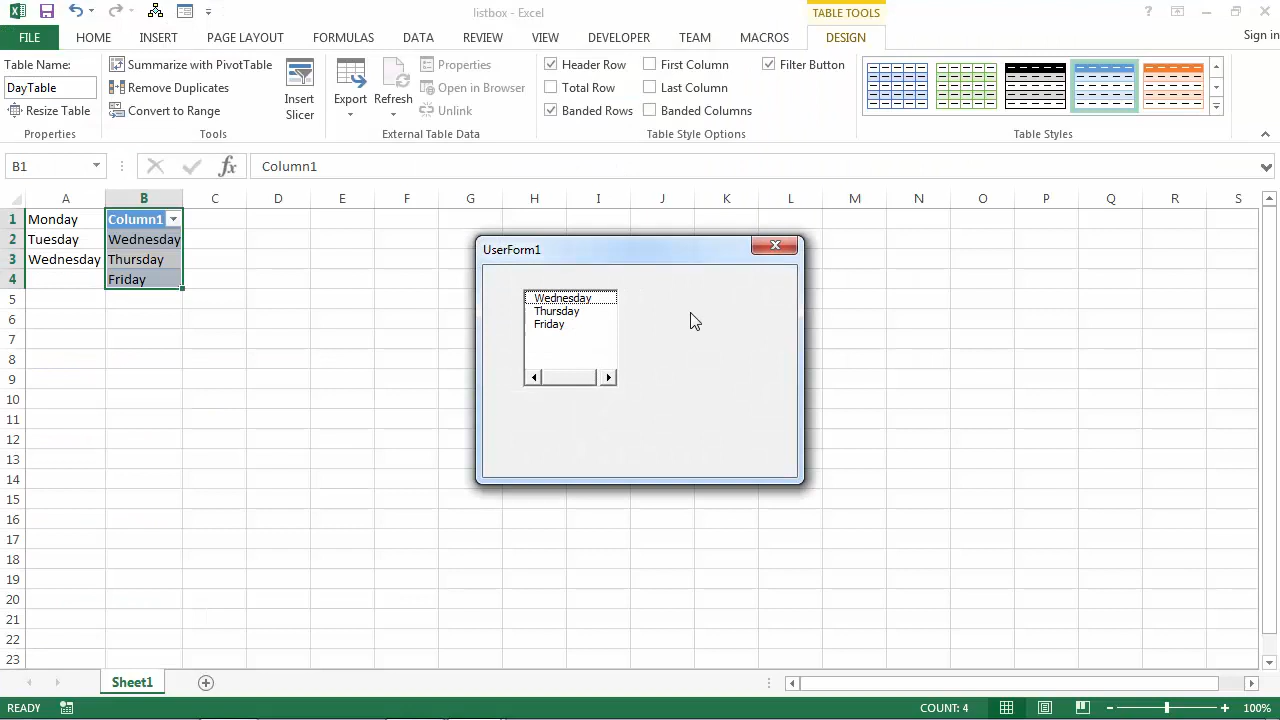 listbox - Excel
TABLE TOOLS
?
FILE
HOME
INSERT
PAGE LAYOUT
FORMULAS
DATA
REVIEW
VIEW
DEVELOPER
TEAM
MACROS
DESIGN
Sign in
Table Name:
DayTable
Resize Table
Properties
Summarize with PivotTable
Remove Duplicates
Convert to Range
Tools
Insert
Slicer
Export
Refresh
Properties
Open in Browser
Unlink
External Table Data
Header Row
Total Row
Banded Rows
First Column
Last Column
Banded Columns
Filter Button
Table Style Options
Table Styles
B1
fx
Column1
A B C D E F G H I J K L M N O P Q R S
1 Monday Column1
2 Tuesday Wednesday
3 Wednesday Thursday
4 Friday
5
6
7
8
9
10
11
12
13
14
15
16
17
18
19
20
21
22
23
UserForm1
Wednesday
Thursday
Friday
Sheet1
READY
COUNT: 4
100%